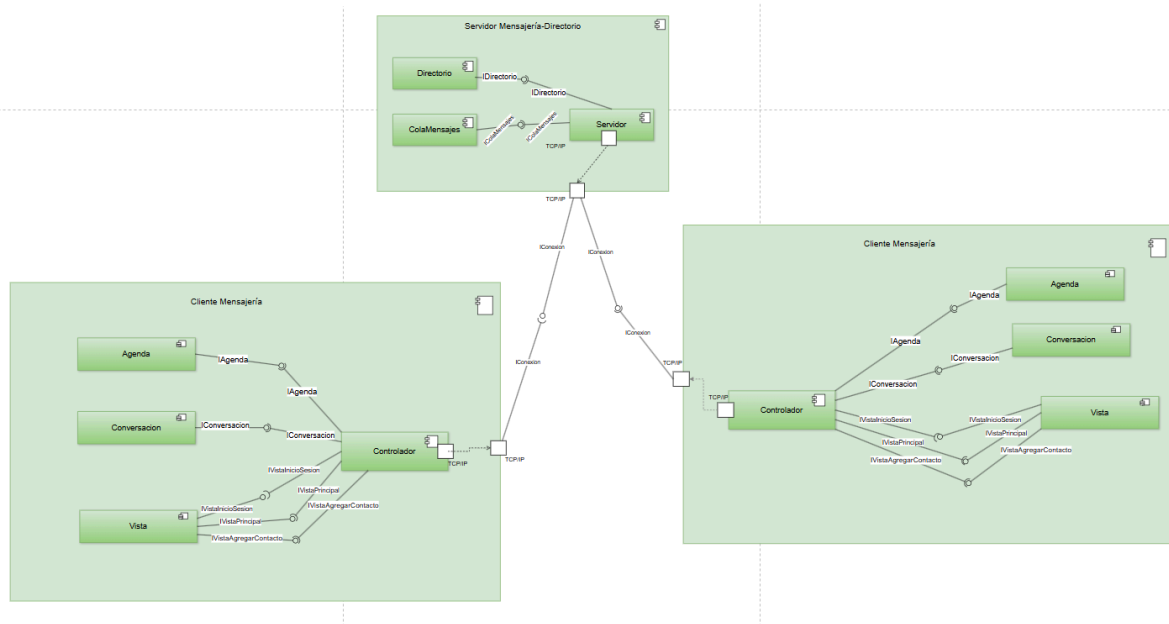 Servidor Mensajería-Directorio
Directorio
IDirectorio
IDirectorio
ColaMensajes
IColaMensajes
IColaMensajes
Servidor
TCP/IP
TCP/IP
IConexion
IConexion
IConexion
IConexion
Cliente Mensajería
Agenda
IAgenda
IAgenda
Conversacion
IConversacion
IConversacion
Controlador
TCP/IP
TCP/IP
IVistaInicioSesion
IVistaPrincipal
IVistaAgregarContacto
Vista
IVistaInicioSesion
IVistaPrincipal
IVistaAgregarContacto
Cliente Mensajería
Agenda
IAgenda
IAgenda
Conversacion
IConversacion
IConversacion
TCP/IP
TCP/IP
Controlador
Vista
IVistaInicioSesion
IVistaPrincipal
IVistaPrincipal
IVistaAgregarContacto
IVistaAgregarContacto